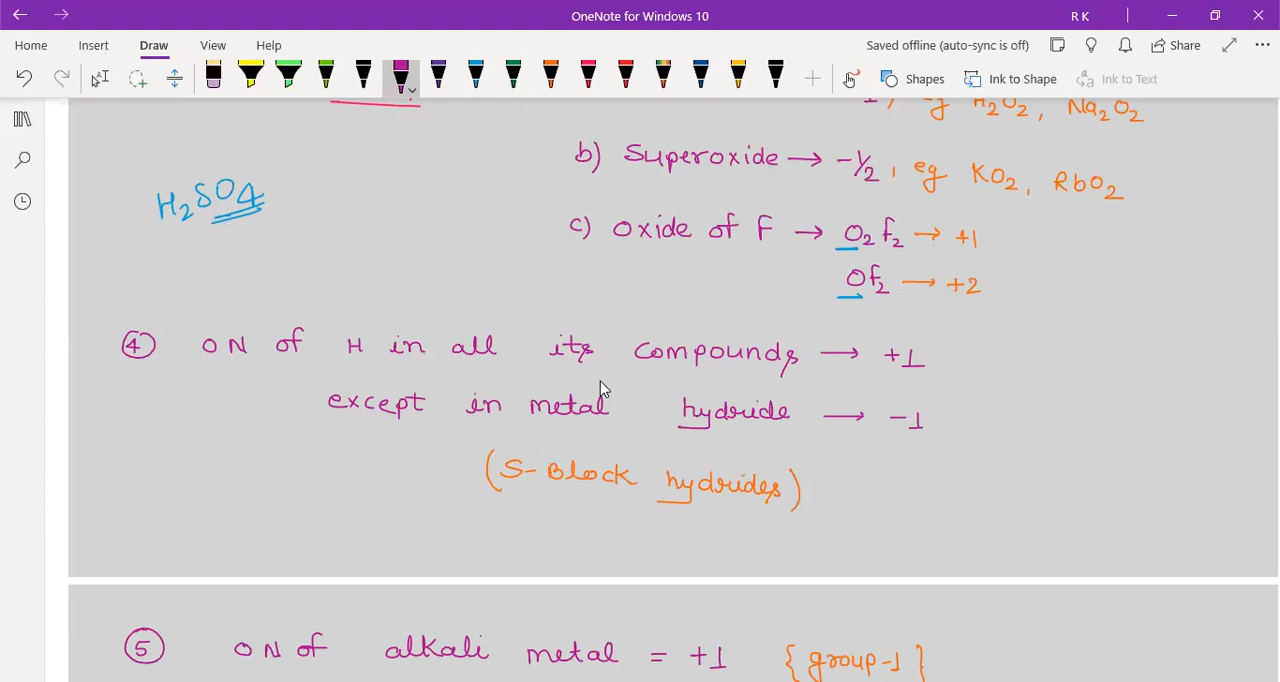 OneNote for Windows 10
R K
Home Insert Draw View Help
Saved offline (auto-sync is off) Share
Shapes Ink to Shape Ink to Text
1, eg H₂O₂, Na₂O₂
b) Superoxide → -1/2, eg KO₂, RbO₂
H₂SO4
c) Oxide of F → O₂f₂ → +1
Of₂ → +2
④ ON of H in all its compounds → +1
except in metal hydride → -1
(S-Block hydrides)
⑤ ON of alkali metal = +1 {group-1}